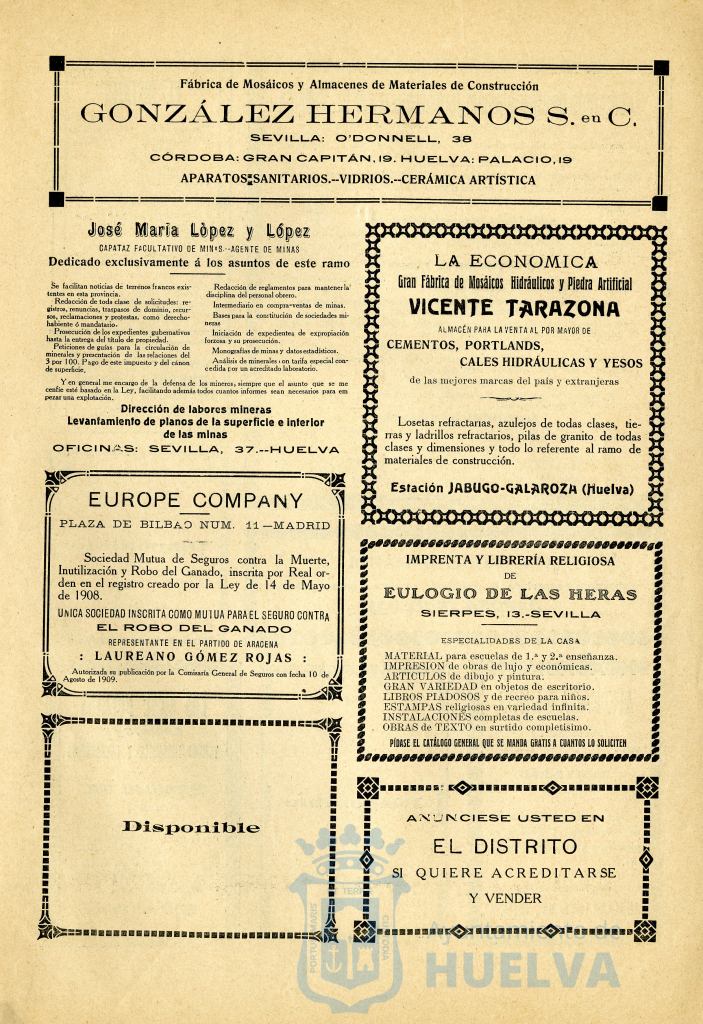 Fábrica de Mosáicos y Almacenes de Materiales de Construcción
GONZÁLEZ HERMANOS S. en C.
SEVILLA: O'DONNELL, 38
CÓRDOBA: GRAN CAPITÁN, 19. HUELVA: PALACIO, 19
APARATOS SANITARIOS.--VIDRIOS.--CERÁMICA ARTÍSTICA
José Maria Lòpez y López
CAPATAZ FACULTATIVO DE MINAS--AGENTE DE MINAS
Dedicado exclusivamente á los asuntos de este ramo
Se facilitan noticias de terrenos francos exis-
tentes en esta provincia.
Redacción de toda clase de solicitudes: re-
gistros, renuncias, traspasos de dominio, recur-
sos, reclamaciones y protestas, como derecho-
habiente ó mandatario.
Prosecución de los expedientes gubernativos
hasta la entrega del título de propiedad.
Peticiones de guías para la circulación de
minerales y presentación de las relaciones del
3 por 100. Pago de este impuesto y del cánon
de superficie.
Redacción de reglamentos para mantener la
disciplina del personal obrero.
Intermediario en compra-ventas de minas.
Bases para la constitución de sociedades mi-
neras
Iniciación de expedientes de expropiación
forzosa y su prosecución.
Monografías de minas y datos estadísticos.
Análisis de minerales con tarifa especial con-
cedida por un acreditado laboratorio.
Y en general me encargo de la defensa de los mineros, siempre que el asunto que se me
confie esté basado en la Ley, facilitando además todos cuantos informes sean necesarios para em
pezar una explotación.
Dirección de labores mineras
Levantamiento de planos de la superficie e interior
de las minas
OFICINAS: SEVILLA, 37.--HUELVA
LA ECONOMICA
Gran Fábrica de Mosáicos Hidráulicos y Piedra Artificial
VICENTE TARAZONA
ALMACÉN PARA LA VENTA AL POR MAYOR DE
CEMENTOS, PORTLANDS,
CALES HIDRÁULICAS Y YESOS
de las mejores marcas del país y extranjeras
Losetas refractarias, azulejos de todas clases, tie-
rras y ladrillos refractarios, pilas de granito de todas
clases y dimensiones y todo lo referente al ramo de
materiales de construcción.
Estación JABUGO-GALAROZA (Huelva)
EUROPE COMPANY
PLAZA DE BILBAO NUM. 11—MADRID
Sociedad Mutua de Seguros contra la Muerte,
Inutilización y Robo del Ganado, inscrita por Real or-
den en el registro creado por la Ley de 14 de Mayo
de 1908.
UNICA SOCIEDAD INSCRITA COMO MUTUA PARA EL SEGURO CONTRA
EL ROBO DEL GANADO
REPRESENTANTE EN EL PARTIDO DE ARACENA
: LAUREANO GÓMEZ ROJAS :
Autorizada su publicación por la Comisaría General de Seguros con fecha 10 de
Agosto de 1909.
IMPRENTA Y LIBRERÍA RELIGIOSA
DE
EULOGIO DE LAS HERAS
SIERPES, 13.-SEVILLA
ESPECIALIDADES DE LA CASA
MATERIAL para escuelas de 1.ª y 2.ª enseñanza.
IMPRESION de obras de lujo y económicas.
ARTICULOS de dibujo y pintura.
GRAN VARIEDAD en objetos de escritorio.
LIBROS PIADOSOS y de recreo para niños.
ESTAMPAS religiosas en variedad infinita.
INSTALACIONES completas de escuelas.
OBRAS de TEXTO en surtido completisimo.
PÍDASE EL CATÁLOGO GENERAL QUE SE MANDA GRATIS A CUANTOS LO SOLICITEN
Disponible
ANUNCIESE USTED EN
EL DISTRITO
SI QUIERE ACREDITARSE
Y VENDER
Ayuntamiento de
HUELVA